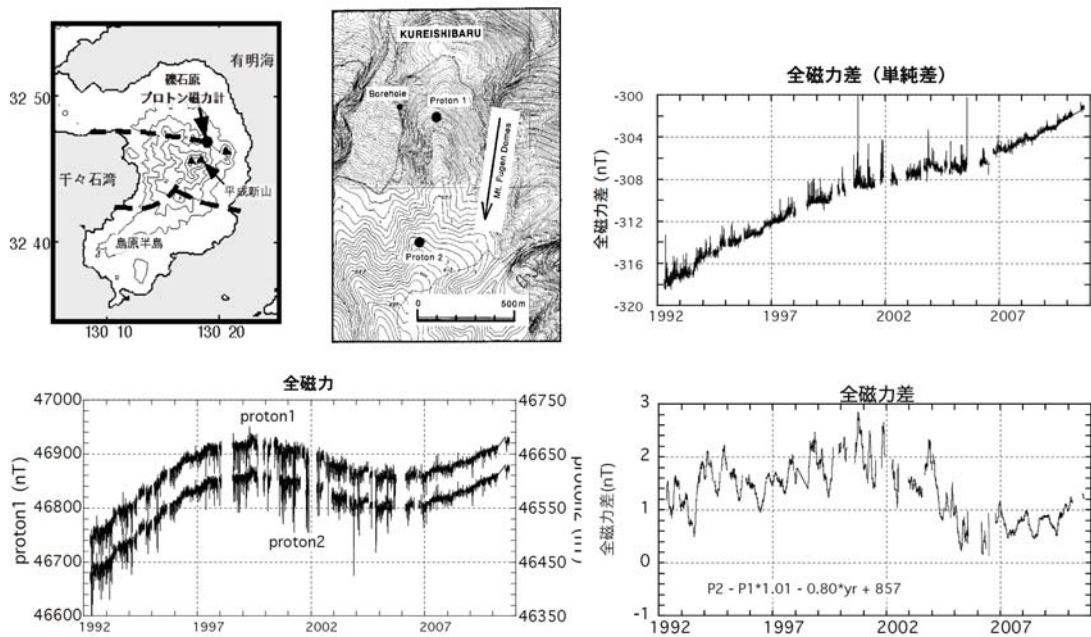 有明海
礫石原
プロトン磁力計
32 50
千々石湾
平成新山
32 40
島原半島
130 10
130 20
KUREISHIBARU
Borehole
Proton 1
Mt. Fugen Domes
Proton 2
0
500m
全磁力差（単純差）
-300
-304
-308
-312
-316
-320
全磁力差 (nT)
1992
1997
2002
2007
全磁力
47000
46900
46800
46700
46600
proton1 (nT)
proton1
proton2
46750
46650
46550
46450
46350
proton2 (nT)
1992
1997
2002
2007
全磁力差
3
2
1
0
-1
全磁力差(nT)
P2 - P1*1.01 - 0.80*yr + 857
1992
1997
2002
2007